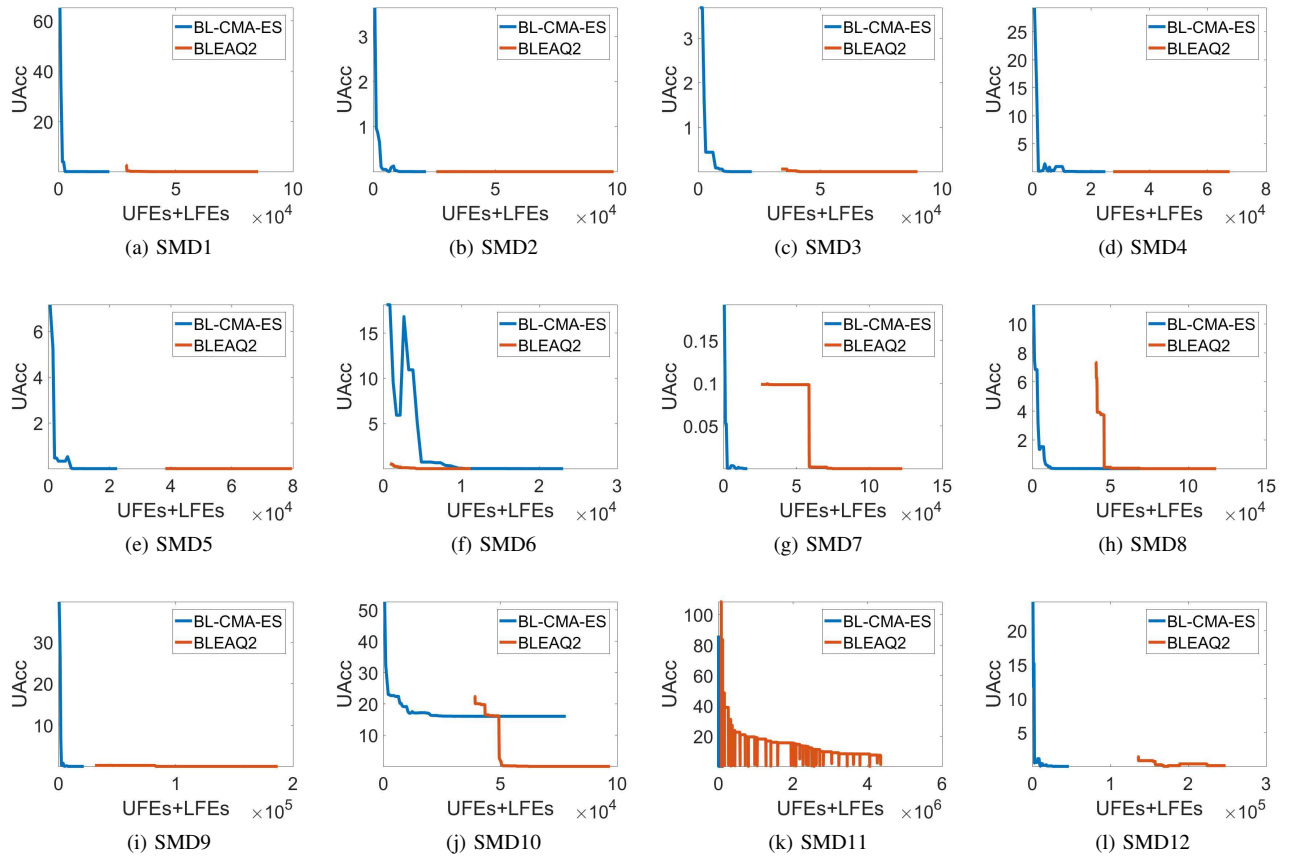 60
40
20
UAcc
BL-CMA-ES
BLEAQ2
0
5
10
UFEs+LFEs
×10^4
(a) SMD1
3
2
1
UAcc
BL-CMA-ES
BLEAQ2
0
5
10
UFEs+LFEs
×10^4
(b) SMD2
3
2
1
UAcc
BL-CMA-ES
BLEAQ2
0
5
10
UFEs+LFEs
×10^4
(c) SMD3
25
20
15
10
5
UAcc
BL-CMA-ES
BLEAQ2
0
2
4
6
8
UFEs+LFEs
×10^4
(d) SMD4
6
4
2
UAcc
BL-CMA-ES
BLEAQ2
0
2
4
6
80
UFEs+LFEs
×10^4
(e) SMD5
15
10
5
UAcc
BL-CMA-ES
BLEAQ2
0
1
2
3
UFEs+LFEs
×10^4
(f) SMD6
0.15
0.1
0.05
UAcc
BL-CMA-ES
BLEAQ2
0
5
10
15
UFEs+LFEs
×10^4
(g) SMD7
10
8
6
4
2
UAcc
BL-CMA-ES
BLEAQ2
0
5
10
15
UFEs+LFEs
×10^4
(h) SMD8
30
20
10
UAcc
BL-CMA-ES
BLEAQ2
0
1
2
UFEs+LFEs
×10^5
(i) SMD9
50
40
30
20
10
UAcc
BL-CMA-ES
BLEAQ2
0
5
10
UFEs+LFEs
×10^4
(j) SMD10
100
80
60
40
20
UAcc
BL-CMA-ES
BLEAQ2
0
2
4
6
UFEs+LFEs
×10^6
(k) SMD11
20
15
10
5
UAcc
BL-CMA-ES
BLEAQ2
0
1
2
3
UFEs+LFEs
×10^5
(l) SMD12